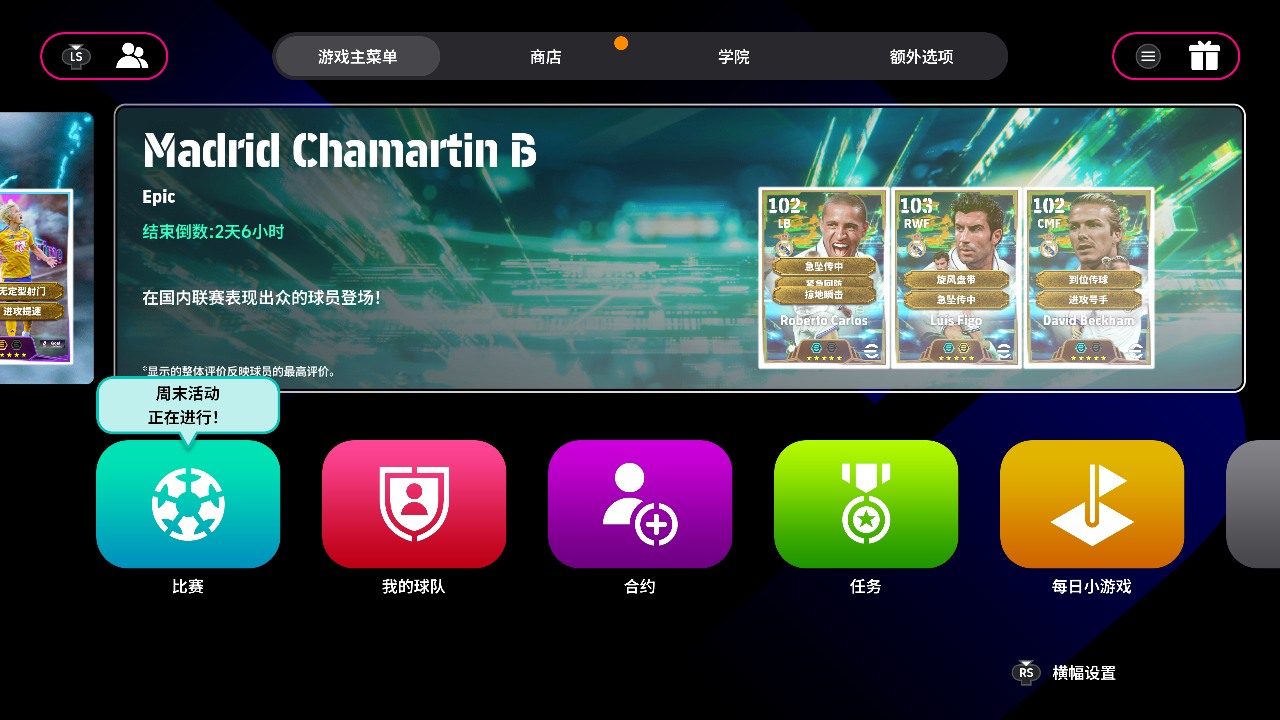 LS
游戏主菜单
商店
学院
额外选项
Madrid Chamartin B
Epic
结束倒数:2天6小时
在国内联赛表现出众的球员登场!
*显示的整体评价反映球员的最高评价。
无定型射门
进攻提速
102
LB
急坠传中
紧急回防
掠地瞬击
Roberto Carlos
103
RWF
旋风盘带
急坠传中
Luis Figo
102
CMF
到位传球
进攻号手
David Beckham
周末活动
正在进行!
比赛
我的球队
合约
任务
每日小游戏
RS
横幅设置